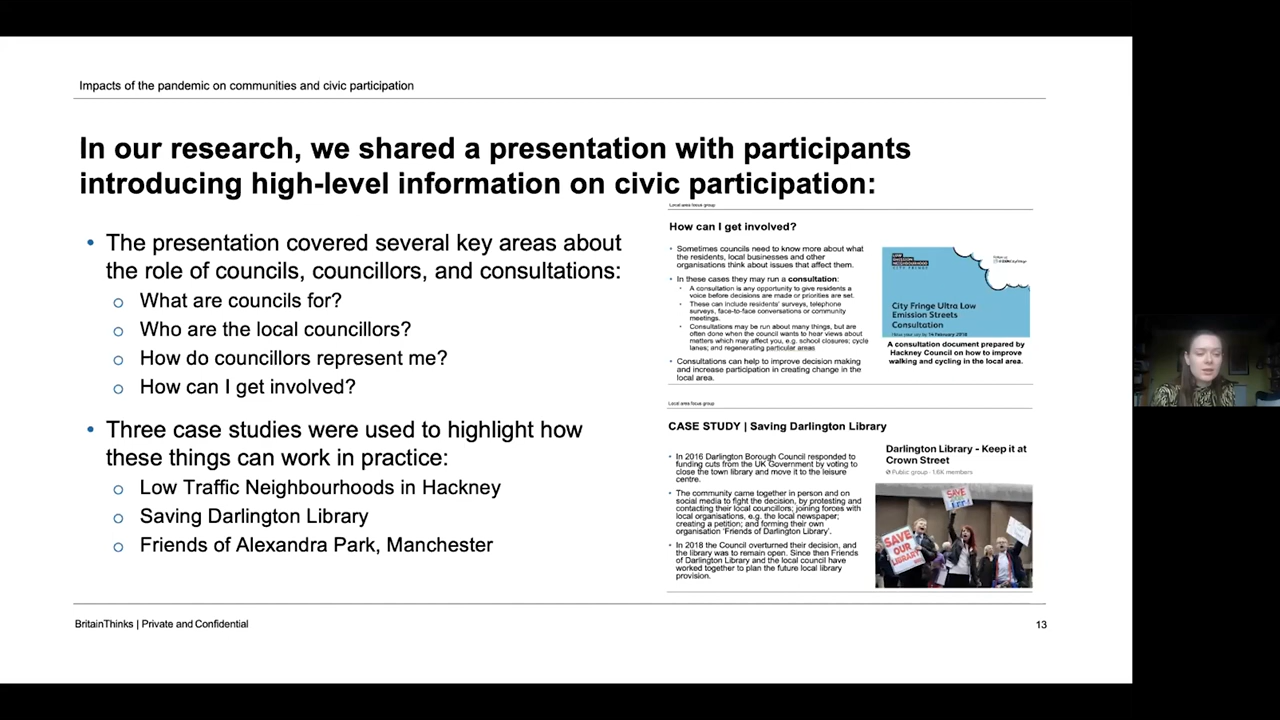 Impacts of the pandemic on communities and civic participation
In our research, we shared a presentation with participants
introducing high-level information on civic participation:
• The presentation covered several key areas about
the role of councils, councillors, and consultations:
o What are councils for?
o Who are the local councillors?
o How do councillors represent me?
o How can I get involved?
• Three case studies were used to highlight how
these things can work in practice:
o Low Traffic Neighbourhoods in Hackney
o Saving Darlington Library
o Friends of Alexandra Park, Manchester
Local area focus group
How can I get involved?
• Sometimes councils need to know more about what
the residents, local businesses and other
organisations think about issues that affect them.
• In these cases they may run a consultation:
• A consultation is any opportunity to give residents a
voice before decisions are made or priorities are set.
• These can include residents' surveys, telephone
surveys, face-to-face conversations or community
meetings.
• Consultations may be run about many things, but are
often done when the council wants to hear views about
matters which may affect you, e.g. school closures; cycle
lanes; and regenerating particular areas
• Consultations can help to improve decision making
and increase participation in creating change in the
local area.
LOW
EMISSION
NEIGHBOURHOOD
CITY FRINGE
City Fringe Ultra Low
Emission Streets
Consultation
Have your say by 14 February 2018
A consultation document prepared by
Hackney Council on how to improve
walking and cycling in the local area.
Local area focus group
CASE STUDY | Saving Darlington Library
• In 2016 Darlington Borough Council responded to
funding cuts from the UK Government by voting to
close the town library and move it to the leisure
centre.
• The community came together in person and on
social media to fight the decision, by protesting and
contacting their local councillors; joining forces with
local organisations, e.g. the local newspaper;
creating a petition; and forming their own
organisation 'Friends of Darlington Library'.
• In 2018 the Council overturned their decision, and
the library was to remain open. Since then Friends
of Darlington Library and the local council have
worked together to plan the future local library
provision.
Darlington Library - Keep it at
Crown Street
Public group · 1.6K members
SAVE
SAVE
OUR
LIBRARY
BritainThinks | Private and Confidential
13